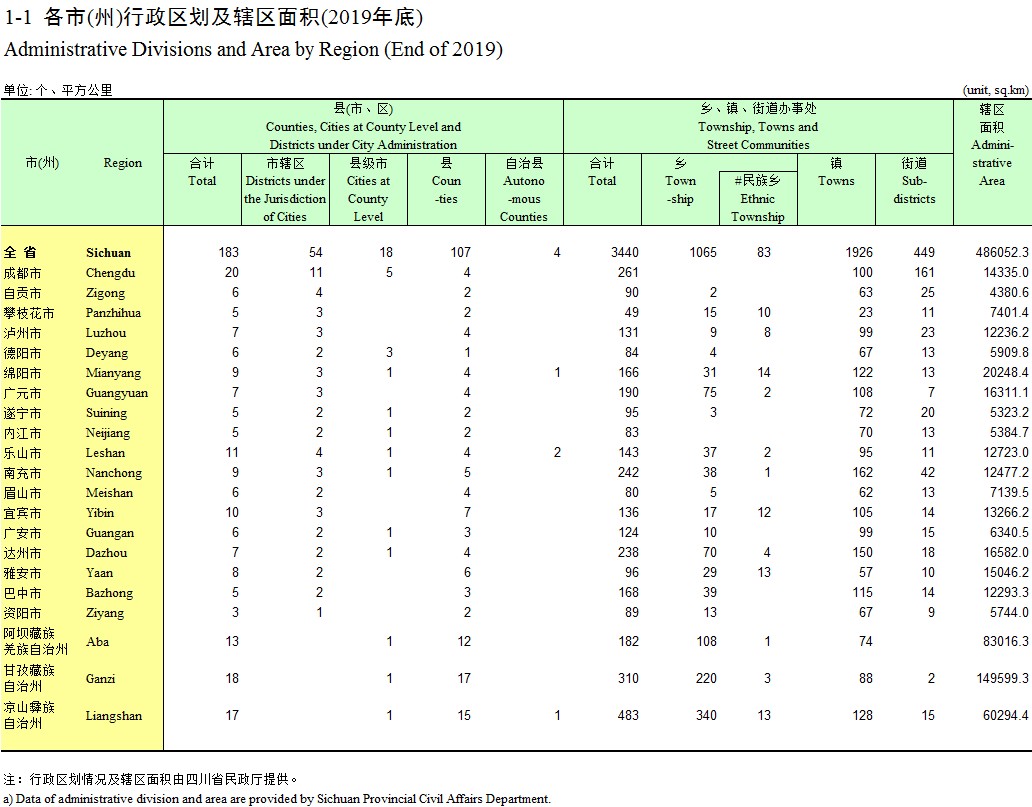 1-1 各市(州)行政区划及辖区面积(2019年底)
Administrative Divisions and Area by Region (End of 2019)
单位: 个、平方公里 (unit, sq.km)
市(州) Region
县(市、区)
Counties, Cities at County Level and
Districts under City Administration
乡、镇、街道办事处
Township, Towns and
Street Communities
辖区
面积
Admini-
strative
Area
合计
Total
市辖区
Districts under
the Jurisdiction
of Cities
县级市
Cities at
County
Level
县
Coun
-ties
自治县
Autono
-mous
Counties
合计
Total
乡
Town
-ship
#民族乡
Ethnic
Township
镇
Towns
街道
Sub-
districts
全 省 Sichuan 183 54 18 107 4 3440 1065 83 1926 449 486052.3
成都市 Chengdu 20 11 5 4 261 100 161 14335.0
自贡市 Zigong 6 4 2 90 2 63 25 4380.6
攀枝花市 Panzhihua 5 3 2 49 15 10 23 11 7401.4
泸州市 Luzhou 7 3 4 131 9 8 99 23 12236.2
德阳市 Deyang 6 2 3 1 84 4 67 13 5909.8
绵阳市 Mianyang 9 3 1 4 1 166 31 14 122 13 20248.4
广元市 Guangyuan 7 3 4 190 75 2 108 7 16311.1
遂宁市 Suining 5 2 1 2 95 3 72 20 5323.2
内江市 Neijiang 5 2 1 2 83 70 13 5384.7
乐山市 Leshan 11 4 1 4 2 143 37 2 95 11 12723.0
南充市 Nanchong 9 3 1 5 242 38 1 162 42 12477.2
眉山市 Meishan 6 2 4 80 5 62 13 7139.5
宜宾市 Yibin 10 3 7 136 17 12 105 14 13266.2
广安市 Guangan 6 2 1 3 124 10 99 15 6340.5
达州市 Dazhou 7 2 1 4 238 70 4 150 18 16582.0
雅安市 Yaan 8 2 6 96 29 13 57 10 15046.2
巴中市 Bazhong 5 2 3 168 39 115 14 12293.3
资阳市 Ziyang 3 1 2 89 13 67 9 5744.0
阿坝藏族
羌族自治州 Aba 13 1 12 182 108 1 74 83016.3
甘孜藏族
自治州 Ganzi 18 1 17 310 220 3 88 2 149599.3
凉山彝族
自治州 Liangshan 17 1 15 1 483 340 13 128 15 60294.4
注：行政区划情况及辖区面积由四川省民政厅提供。
a) Data of administrative division and area are provided by Sichuan Provincial Civil Affairs Department.